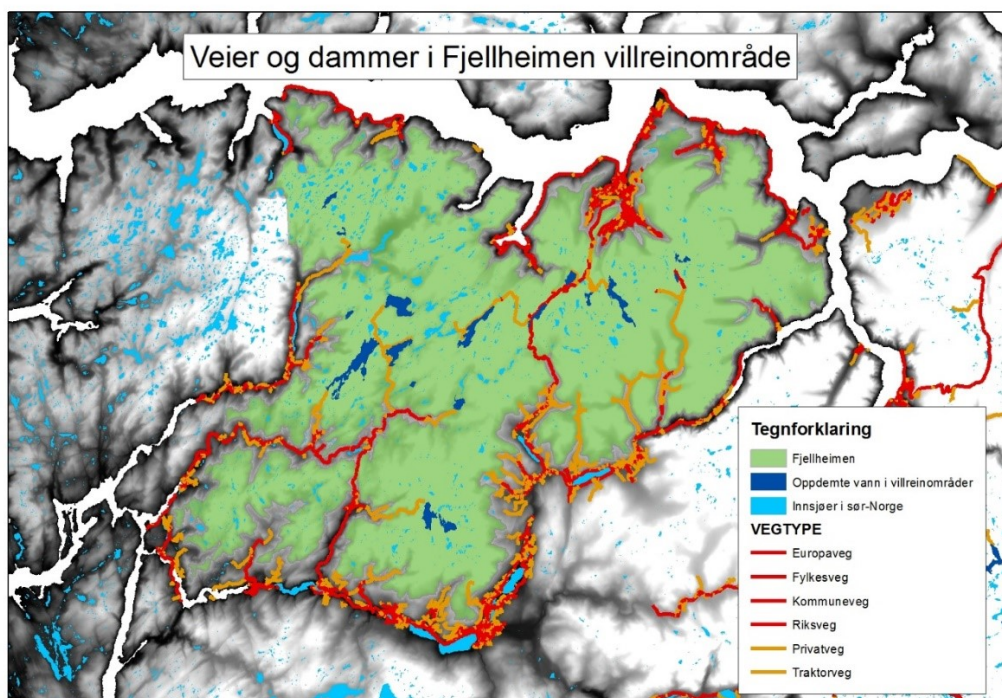 Veier og dammer i Fjellheimen villreinområde
Tegnforklaring
Fjellheimen
Oppdemte vann i villreinområder
Innsjøer i sør-Norge
VEGTYPE
Europaveg
Fylkesveg
Kommuneveg
Riksveg
Privatveg
Traktorveg